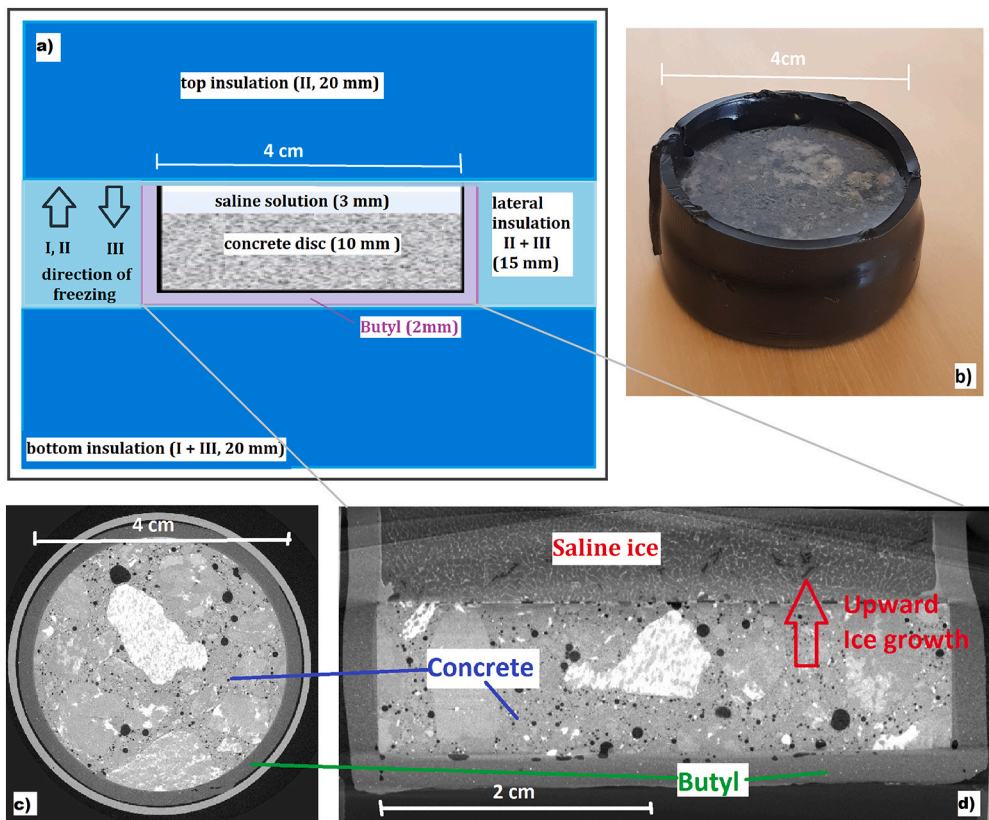 a)
top insulation (II, 20 mm)
4 cm
saline solution (3 mm)
concrete disc (10 mm )
I, II
III
direction of
freezing
lateral
insulation
II + III
(15 mm)
Butyl (2mm)
bottom insulation (I + III, 20 mm)
4cm
b)
4 cm
c)
Saline ice
Upward
Ice growth
Concrete
Butyl
2 cm
d)